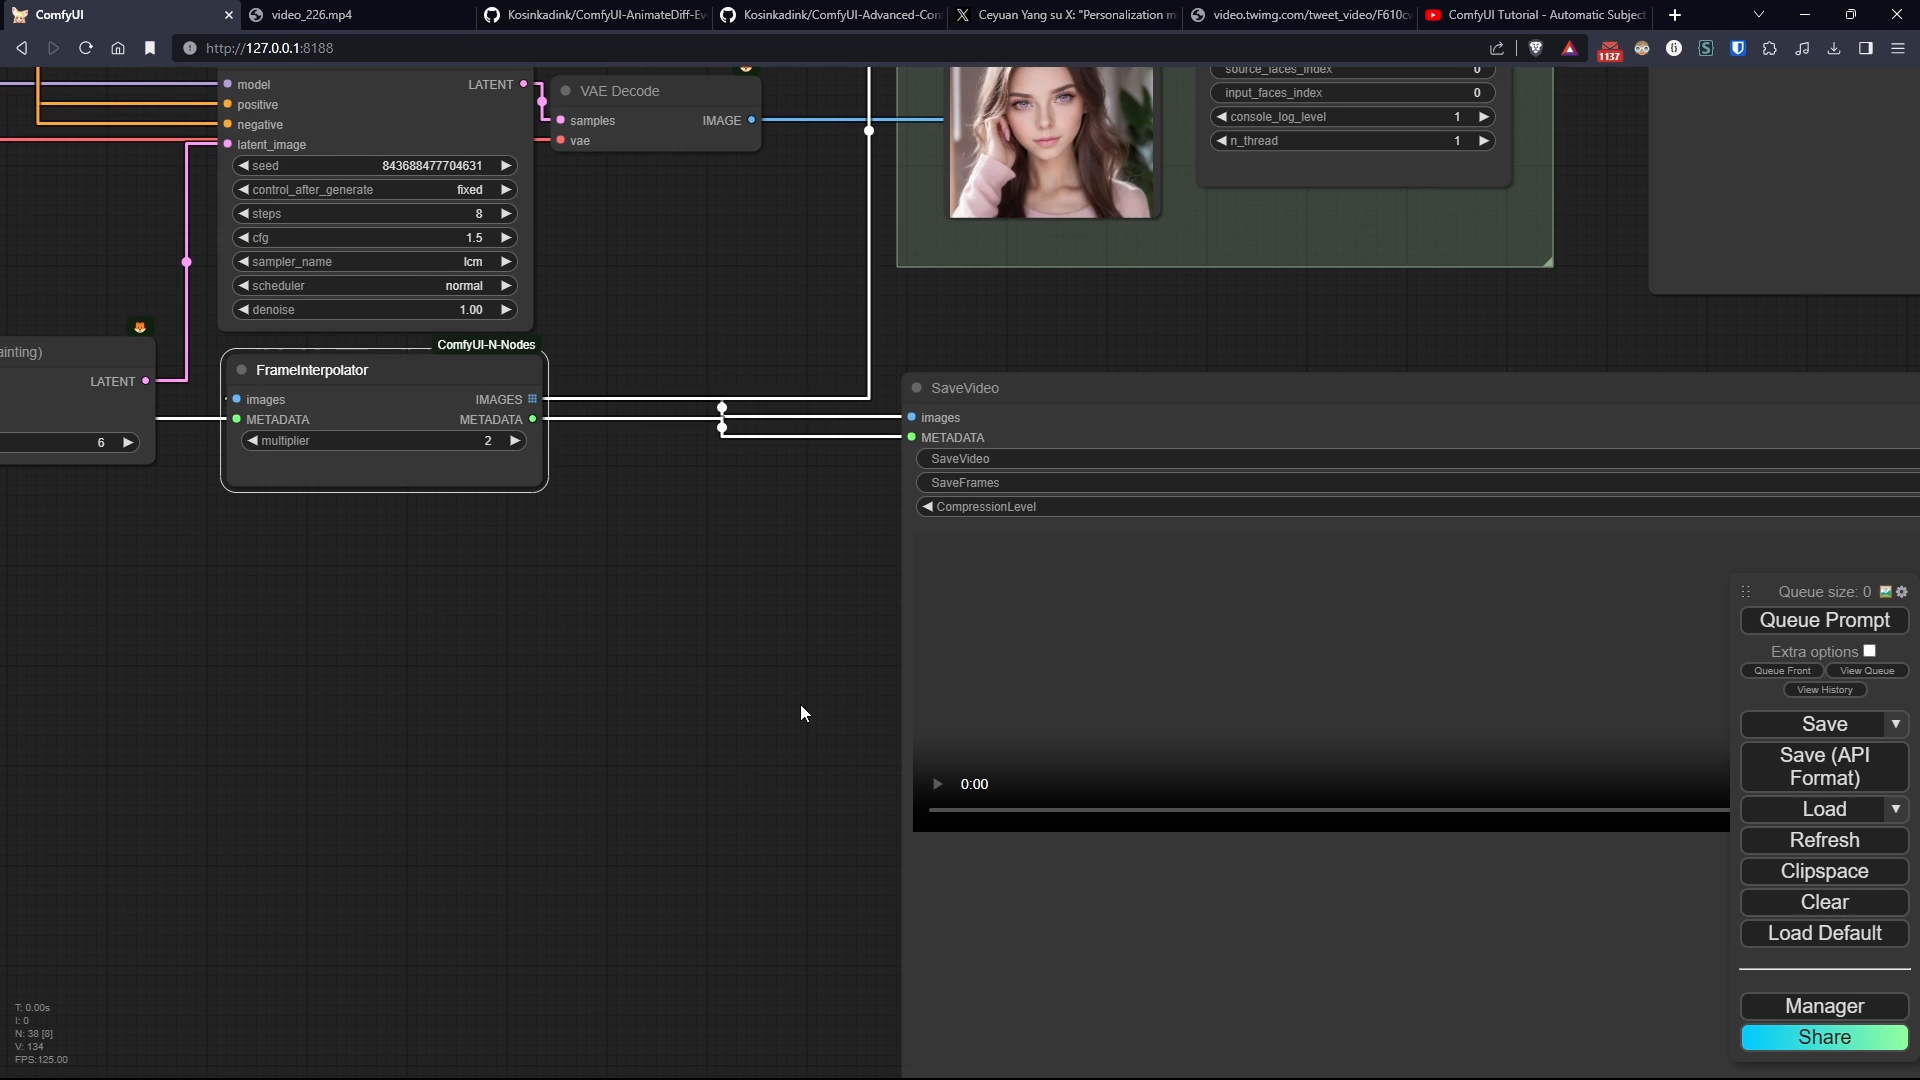 ComfyUI
video_226.mp4
Kosinkadink/ComfyUI-AnimateDiff-Ev
Kosinkadink/ComfyUI-Advanced-Con
Ceyuan Yang su X: "Personalization m
video.twimg.com/tweet_video/F610cv
ComfyUI Tutorial - Automatic Subject
http://127.0.0.1:8188
1137
model
LATENT
positive
negative
latent_image
seed 843688477704631
control_after_generate fixed
steps 8
cfg 1.5
sampler_name lcm
scheduler normal
denoise 1.00
VAE Decode
samples
IMAGE
vae
source_faces_index 0
input_faces_index 0
console_log_level 1
n_thread 1
ainting)
LATENT
6
ComfyUI-N-Nodes
FrameInterpolator
images
IMAGES
METADATA
METADATA
multiplier 2
SaveVideo
images
METADATA
SaveVideo
SaveFrames
CompressionLevel
0:00
Queue size: 0
Queue Prompt
Extra options
Queue Front
View Queue
View History
Save
Save (API
Format)
Load
Refresh
Clipspace
Clear
Load Default
Manager
Share
T: 0.00s
I: 0
N: 38 [8]
V: 134
FPS:125.00